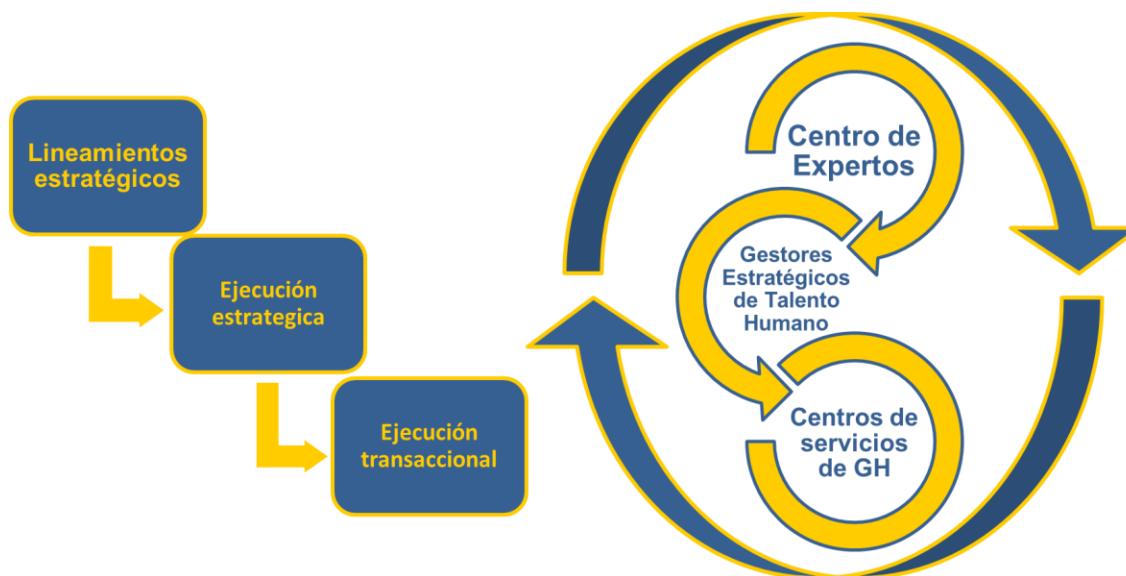 Lineamientos
estratégicos
Ejecución
estrategica
Ejecución
transaccional
Centro de
Expertos
Gestores
Estratégicos
de Talento
Humano
Centros de
servicios
de GH